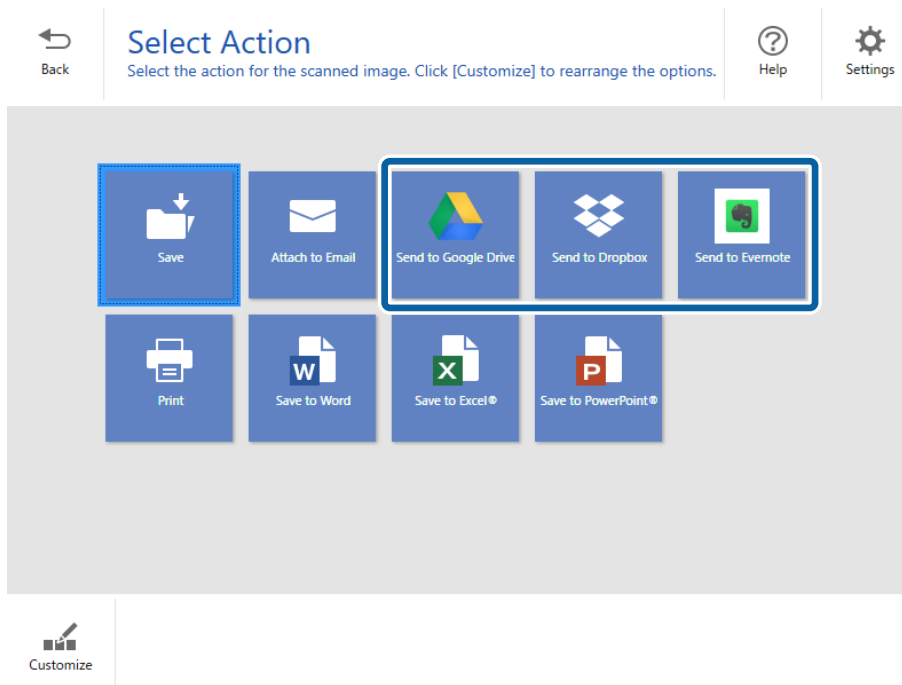 Back
Select Action
Select the action for the scanned image. Click [Customize] to rearrange the options.
Help
Settings
Save
Attach to Email
Send to Google Drive
Send to Dropbox
Send to Evernote
Print
W
Save to Word
X
Save to Excel®
P
Save to PowerPoint®
Customize